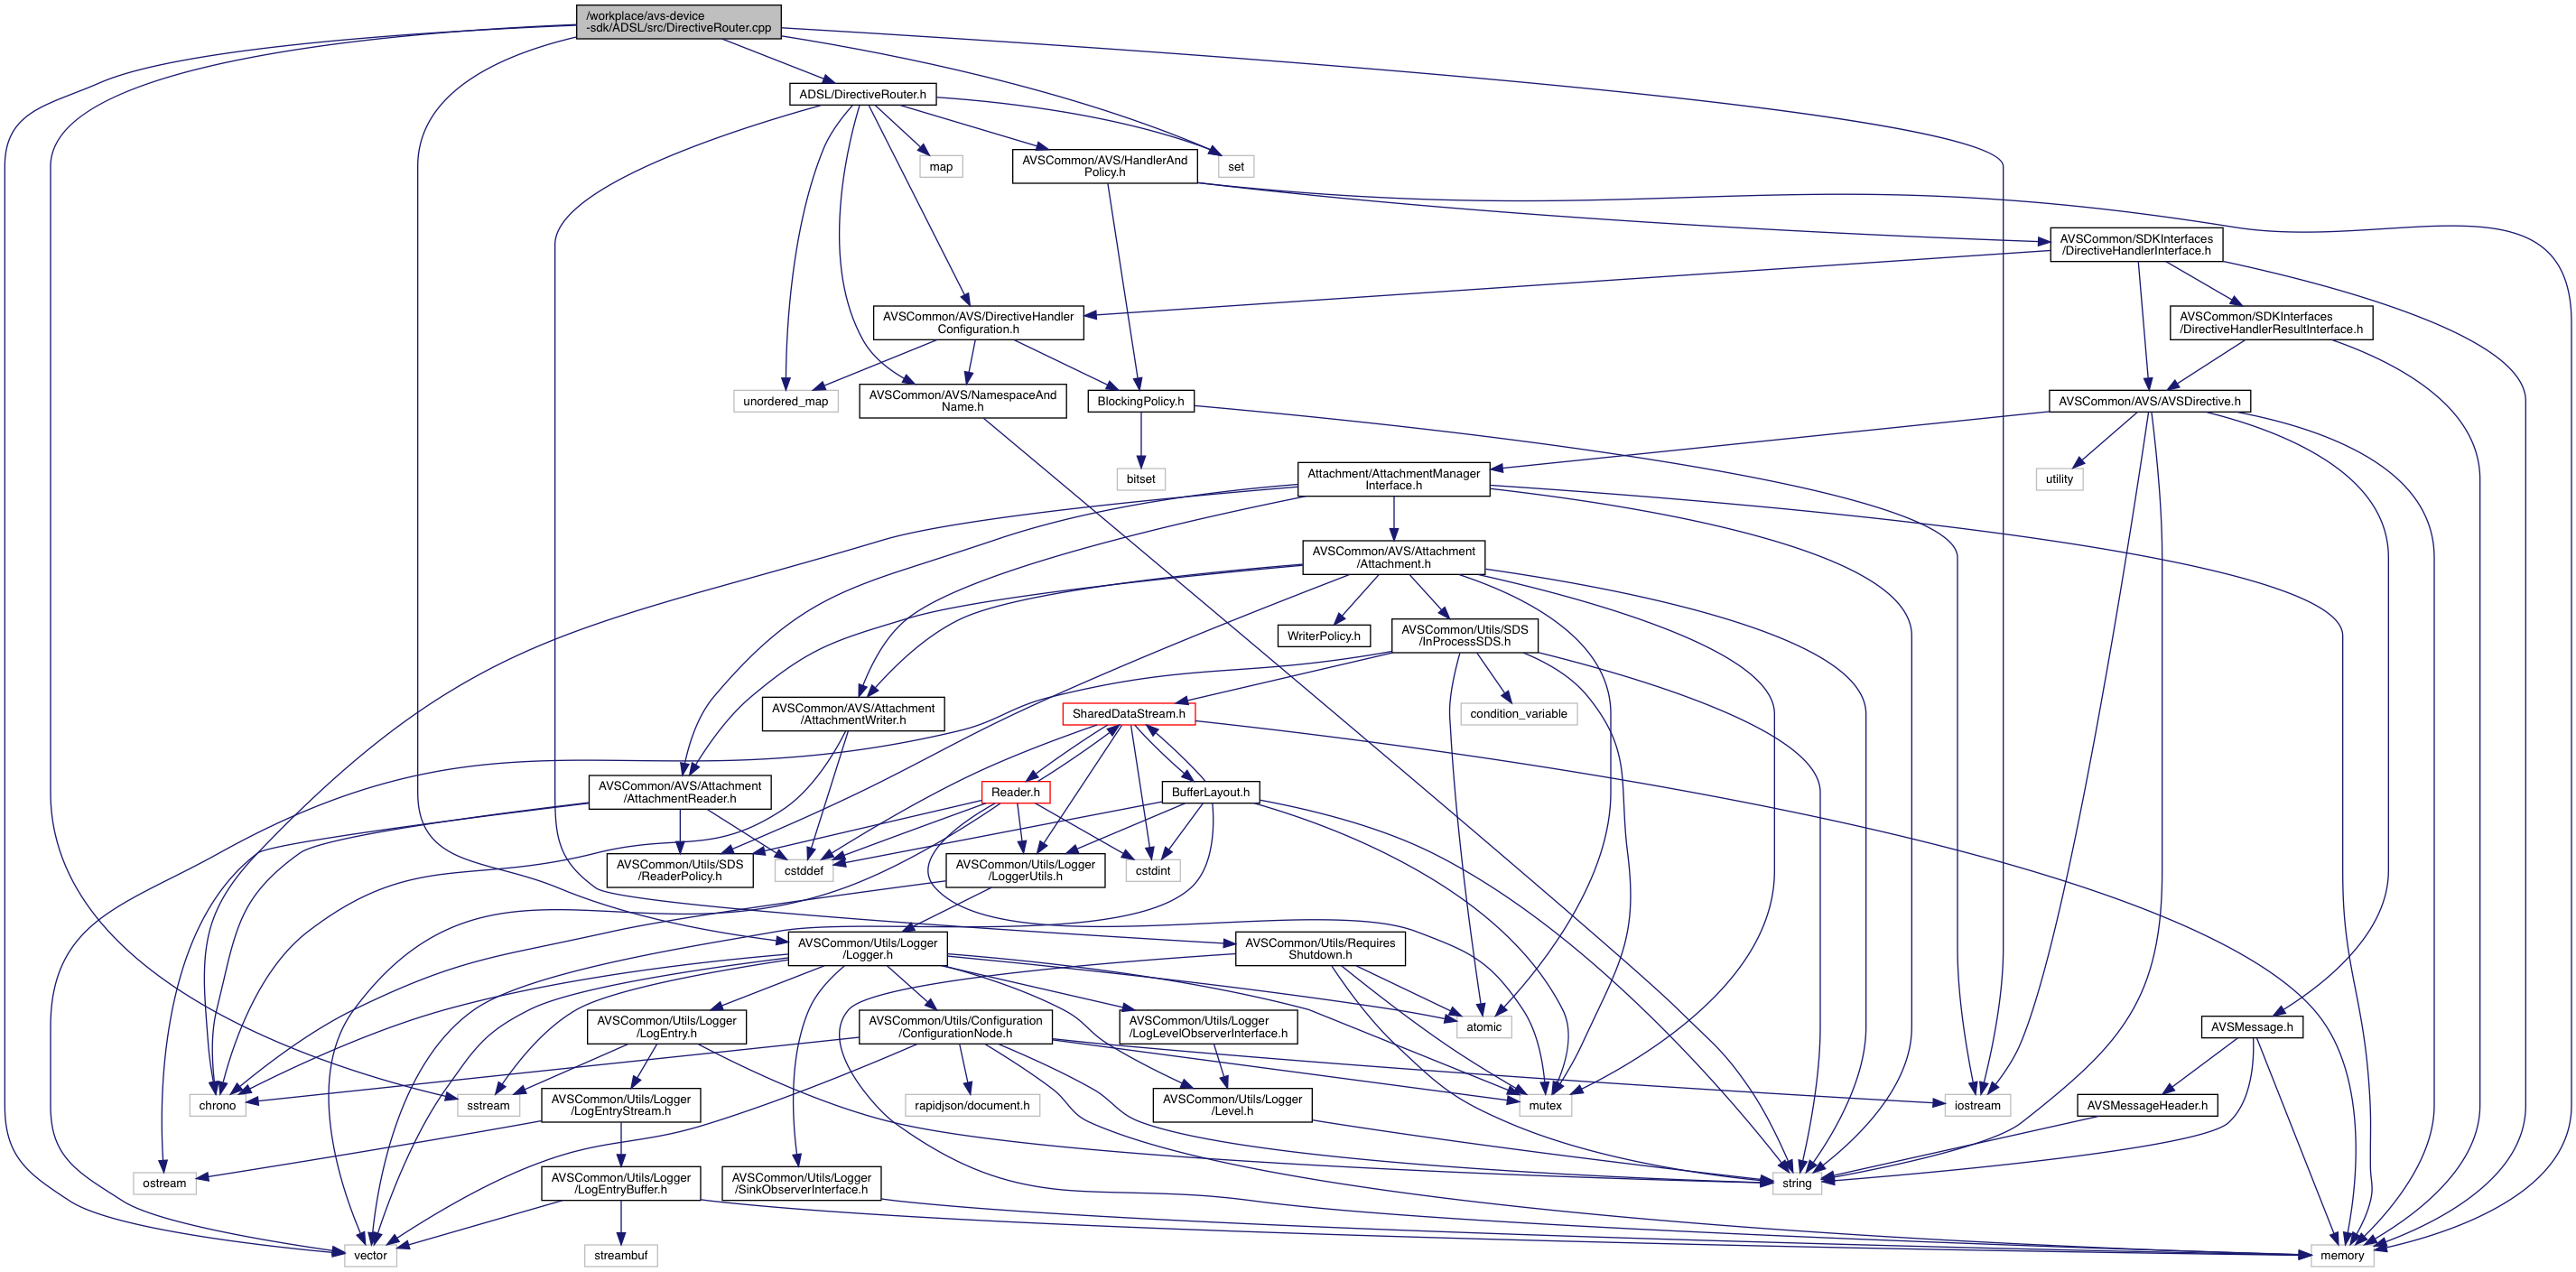 /workplace/avs-device
-sdk/ADSL/src/DirectiveRouter.cpp
ADSL/DirectiveRouter.h
map
AVSCommon/AVS/HandlerAnd
Policy.h
set
AVSCommon/SDKInterfaces
/DirectiveHandlerInterface.h
AVSCommon/AVS/DirectiveHandler
Configuration.h
AVSCommon/SDKInterfaces
/DirectiveHandlerResultInterface.h
unordered_map
AVSCommon/AVS/NamespaceAnd
Name.h
BlockingPolicy.h
AVSCommon/AVS/AVSDirective.h
bitset
Attachment/AttachmentManager
Interface.h
utility
AVSCommon/AVS/Attachment
/Attachment.h
WriterPolicy.h
AVSCommon/Utils/SDS
/InProcessSDS.h
AVSCommon/AVS/Attachment
/AttachmentWriter.h
SharedDataStream.h
condition_variable
AVSCommon/AVS/Attachment
/AttachmentReader.h
Reader.h
BufferLayout.h
AVSCommon/Utils/SDS
/ReaderPolicy.h
cstddef
AVSCommon/Utils/Logger
/LoggerUtils.h
cstdint
AVSCommon/Utils/Logger
/Logger.h
AVSCommon/Utils/Requires
Shutdown.h
AVSCommon/Utils/Logger
/LogEntry.h
AVSCommon/Utils/Configuration
/ConfigurationNode.h
AVSCommon/Utils/Logger
/LogLevelObserverInterface.h
atomic
AVSMessage.h
chrono
sstream
AVSCommon/Utils/Logger
/LogEntryStream.h
rapidjson/document.h
AVSCommon/Utils/Logger
/Level.h
mutex
iostream
AVSMessageHeader.h
ostream
AVSCommon/Utils/Logger
/LogEntryBuffer.h
AVSCommon/Utils/Logger
/SinkObserverInterface.h
string
vector
streambuf
memory